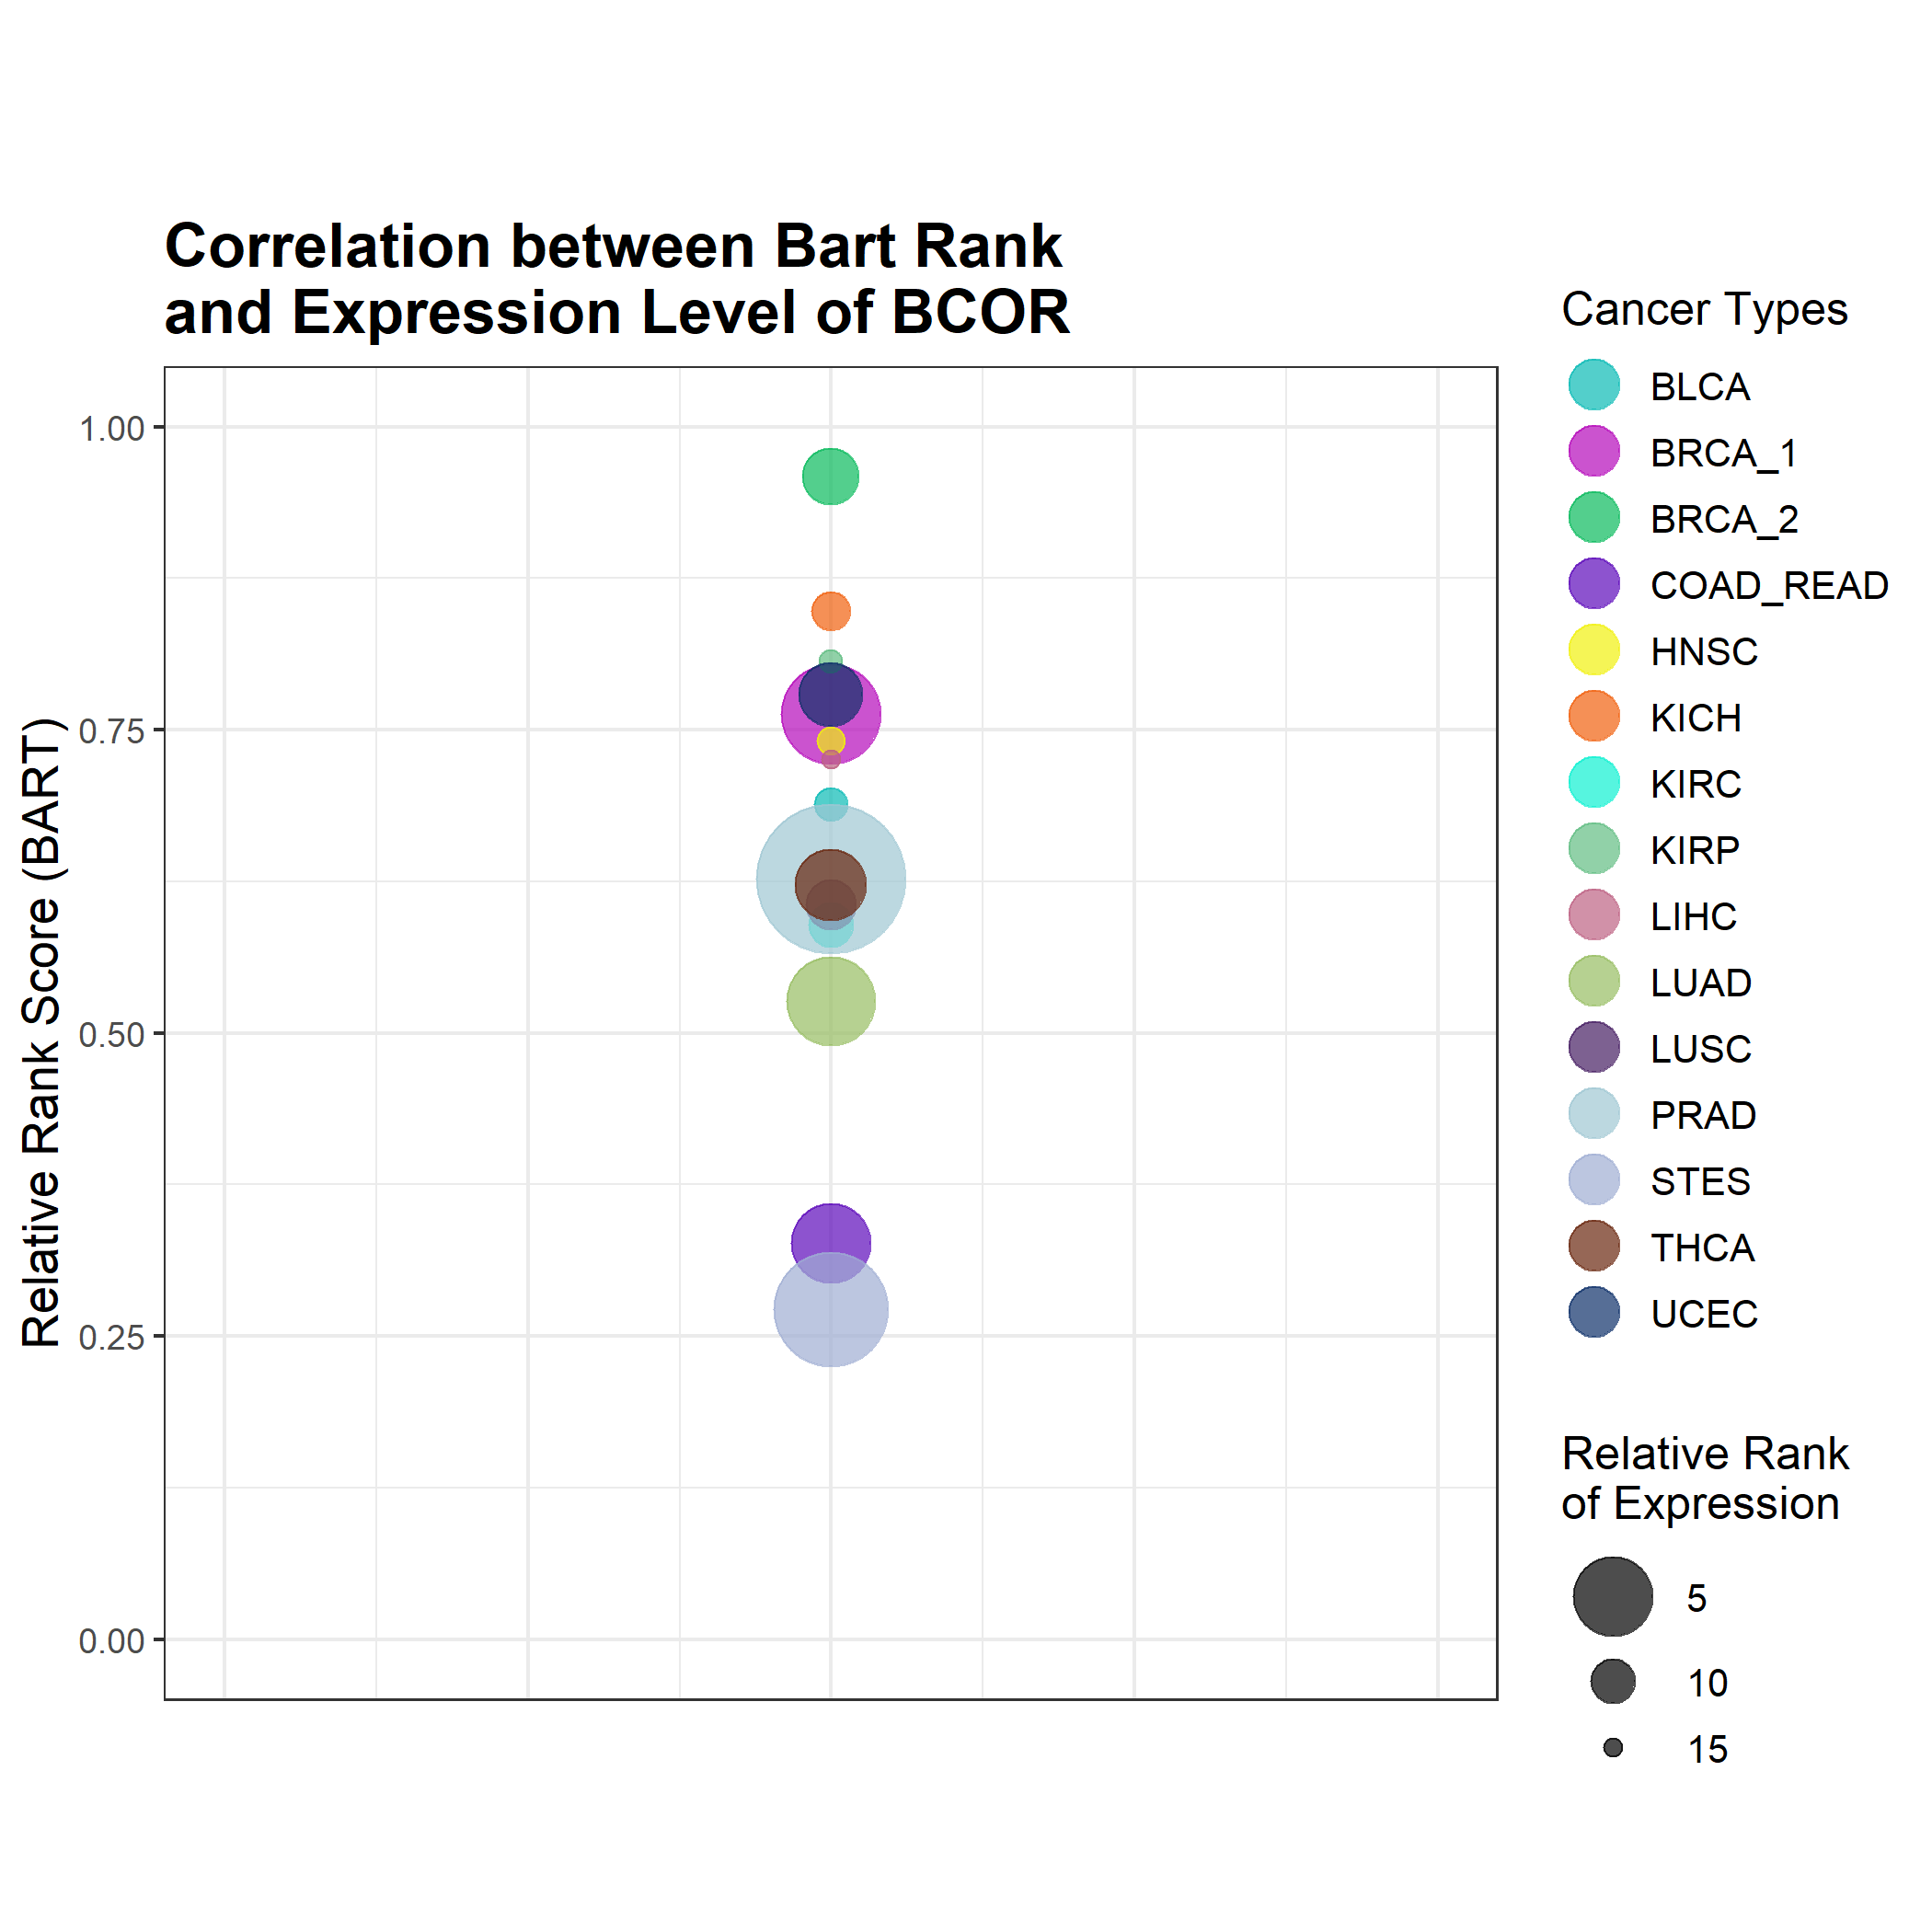 Correlation between Bart Rank
and Expression Level of BCOR
Relative Rank Score (BART)
1.00
0.75
0.50
0.25
0.00
Cancer Types
BLCA
BRCA_1
BRCA_2
COAD_READ
HNSC
KICH
KIRC
KIRP
LIHC
LUAD
LUSC
PRAD
STES
THCA
UCEC
Relative Rank
of Expression
5
10
15